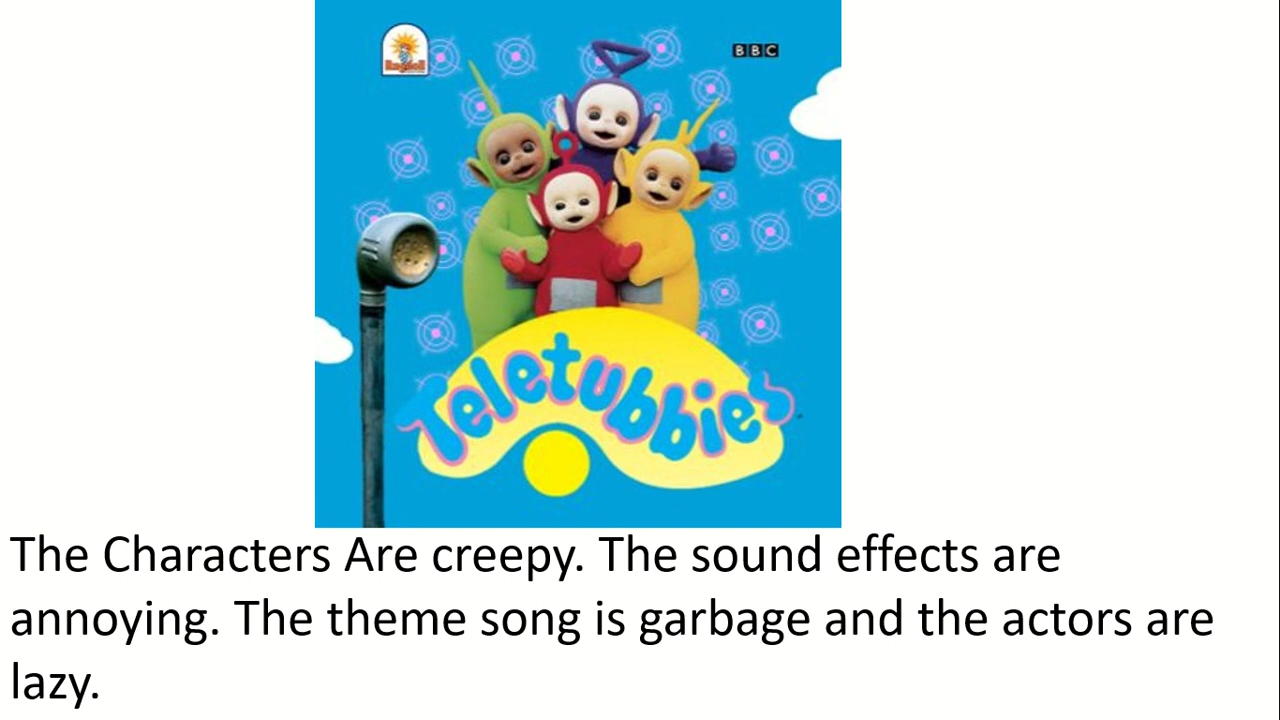 Ragdoll
BBC
Teletubbies
The Characters Are creepy. The sound effects are
annoying. The theme song is garbage and the actors are
lazy.